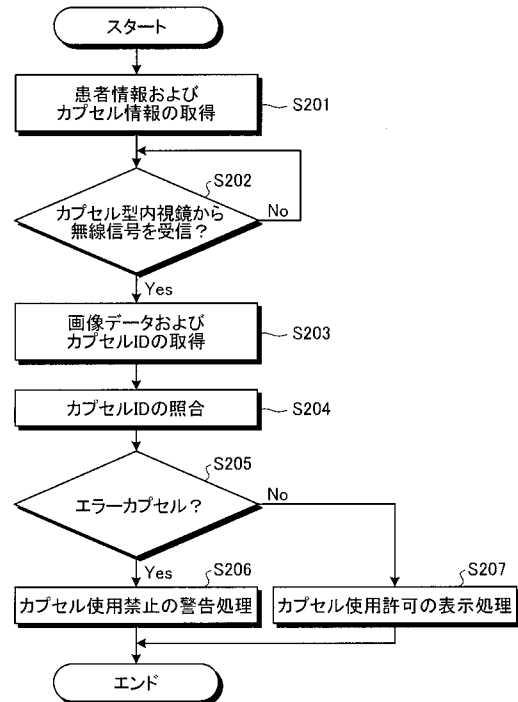 スタート
患者情報および
カプセル情報の取得
S201
S202
カプセル型内視鏡から
無線信号を受信？
No
Yes
画像データおよび
カプセルIDの取得
S203
カプセルIDの照合
S204
S205
エラーカプセル？
No
Yes
S206
カプセル使用禁止の警告処理
S207
カプセル使用許可の表示処理
エンド